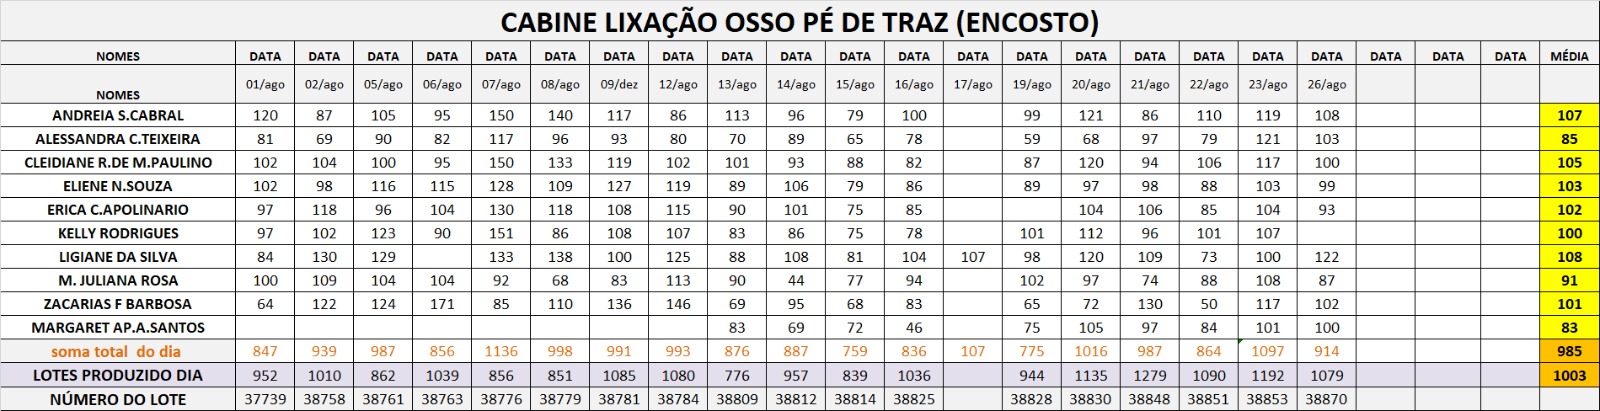 CABINE LIXAÇÃO OSSO PÉ DE TRAZ (ENCOSTO)
NOMES DATA DATA DATA DATA DATA DATA DATA DATA DATA DATA DATA DATA DATA DATA DATA DATA DATA DATA DATA DATA DATA DATA MÉDIA
NOMES 01/ago 02/ago 05/ago 06/ago 07/ago 08/ago 09/dez 12/ago 13/ago 14/ago 15/ago 16/ago 17/ago 19/ago 20/ago 21/ago 22/ago 23/ago 26/ago
ANDREIA S.CABRAL 120 87 105 95 150 140 117 86 113 96 79 100 99 121 86 110 119 108 107
ALESSANDRA C.TEIXEIRA 81 69 90 82 117 96 93 80 70 89 65 78 59 68 97 79 121 103 85
CLEIDIANE R.DE M.PAULINO 102 104 100 95 150 133 119 102 101 93 88 82 87 120 94 106 117 100 105
ELIENE N.SOUZA 102 98 116 115 128 109 127 119 89 106 79 86 89 97 98 88 103 99 103
ERICA C.APOLINARIO 97 118 96 104 130 118 108 115 90 101 75 85 104 106 85 104 93 102
KELLY RODRIGUES 97 102 123 90 151 86 108 107 83 86 75 78 101 112 96 101 107 100
LIGIANE DA SILVA 84 130 129 133 138 100 125 88 108 81 104 107 98 120 109 73 100 122 108
M. JULIANA ROSA 100 109 104 104 92 68 83 113 90 44 77 94 102 97 74 88 108 87 91
ZACARIAS F BARBOSA 64 122 124 171 85 110 136 146 69 95 68 83 65 72 130 50 117 102 101
MARGARET AP.A.SANTOS 83 69 72 46 75 105 97 84 101 100 83
soma total do dia 847 939 987 856 1136 998 991 993 876 887 759 836 107 775 1016 987 864 1097 914 985
LOTES PRODUZIDO DIA 952 1010 862 1039 856 851 1085 1080 776 957 839 1036 944 1135 1279 1090 1192 1079 1003
NÚMERO DO LOTE 37739 38758 38761 38763 38776 38779 38781 38784 38809 38812 38814 38825 38828 38830 38848 38851 38853 38870